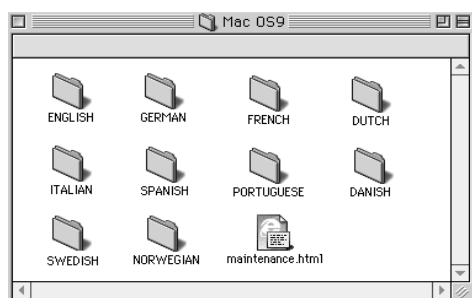 Mac OS9
ENGLISH GERMAN FRENCH DUTCH
ITALIAN SPANISH PORTUGUESE DANISH
SWEDISH NORWEGIAN maintenance.html